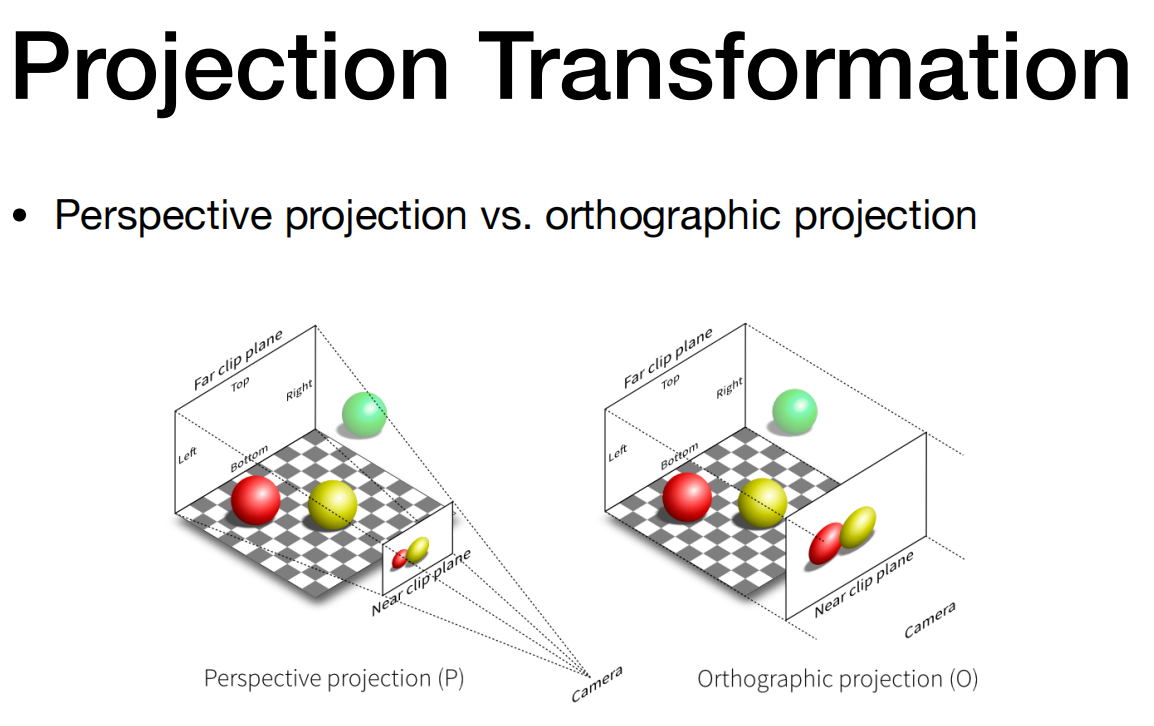 Projection Transformation
• Perspective projection vs. orthographic projection
Far clip plane
Top
Right
Left
Bottom
Near clip plane
Camera
Perspective projection (P)
Far clip plane
Top
Right
Left
Bottom
Near clip plane
Camera
Orthographic projection (O)